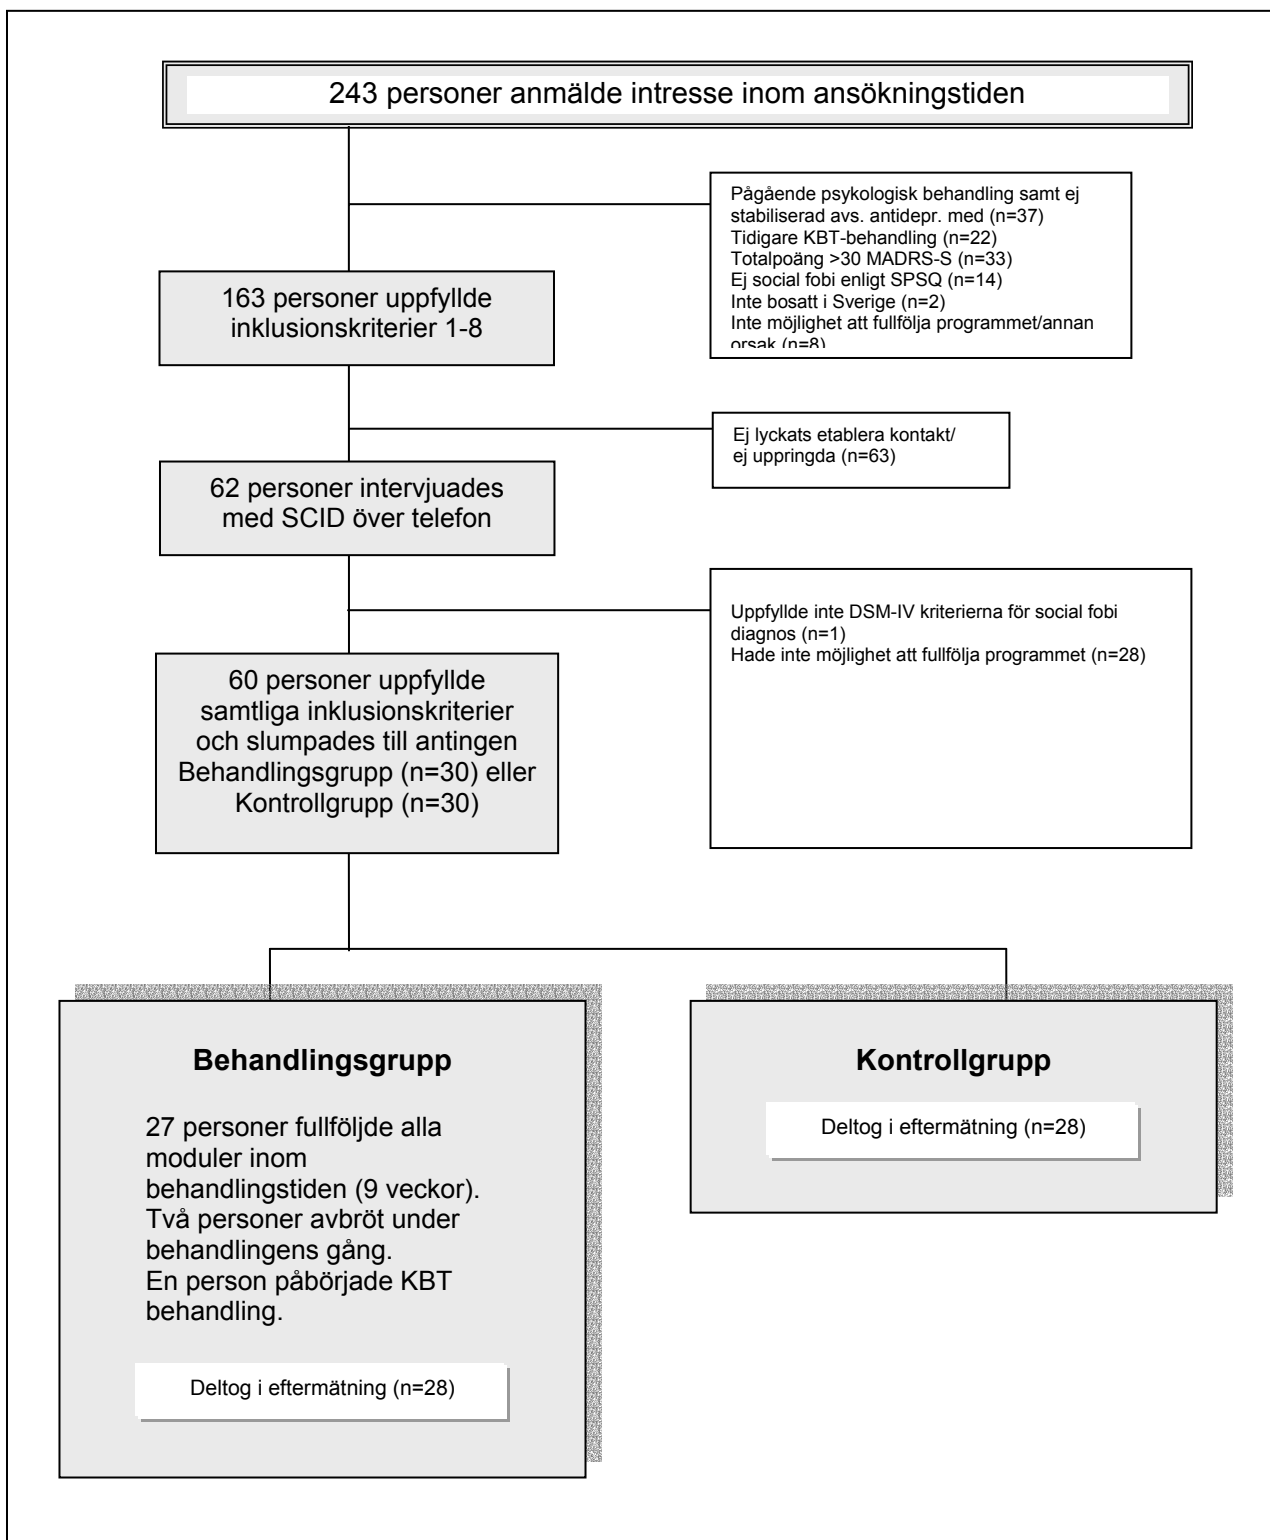 243 personer anmälde intresse inom ansökningstiden
Pågående psykologisk behandling samt ej
stabiliserad avs. antidepr. med (n=37)
Tidigare KBT-behandling (n=22)
Totalpoäng >30 MADRS-S (n=33)
Ej social fobi enligt SPSQ (n=14)
Inte bosatt i Sverige (n=2)
Inte möjlighet att fullfölja programmet/annan
orsak (n=8)
163 personer uppfyllde
inklusionskriterier 1-8
Ej lyckats etablera kontakt/
ej uppringda (n=63)
62 personer intervjuades
med SCID över telefon
Uppfyllde inte DSM-IV kriterierna för social fobi
diagnos (n=1)
Hade inte möjlighet att fullfölja programmet (n=28)
60 personer uppfyllde
samtliga inklusionskriterier
och slumpades till antingen
Behandlingsgrupp (n=30) eller
Kontrollgrupp (n=30)
Behandlingsgrupp
27 personer fullföljde alla
moduler inom
behandlingstiden (9 veckor).
Två personer avbröt under
behandlingens gång.
En person påbörjade KBT
behandling.
Deltog i eftermätning (n=28)
Kontrollgrupp
Deltog i eftermätning (n=28)